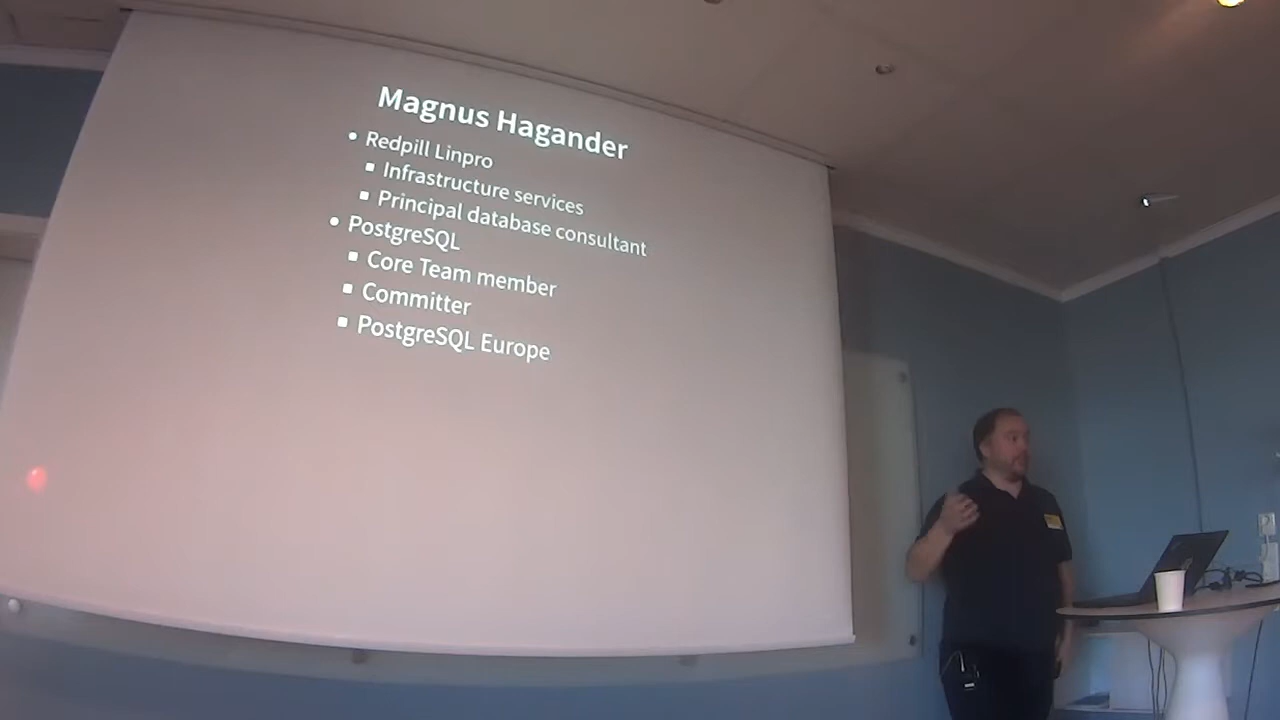 Magnus Hagander
• Redpill Linpro
▪ Infrastructure services
▪ Principal database consultant
• PostgreSQL
▪ Core Team member
▪ Committer
▪ PostgreSQL Europe